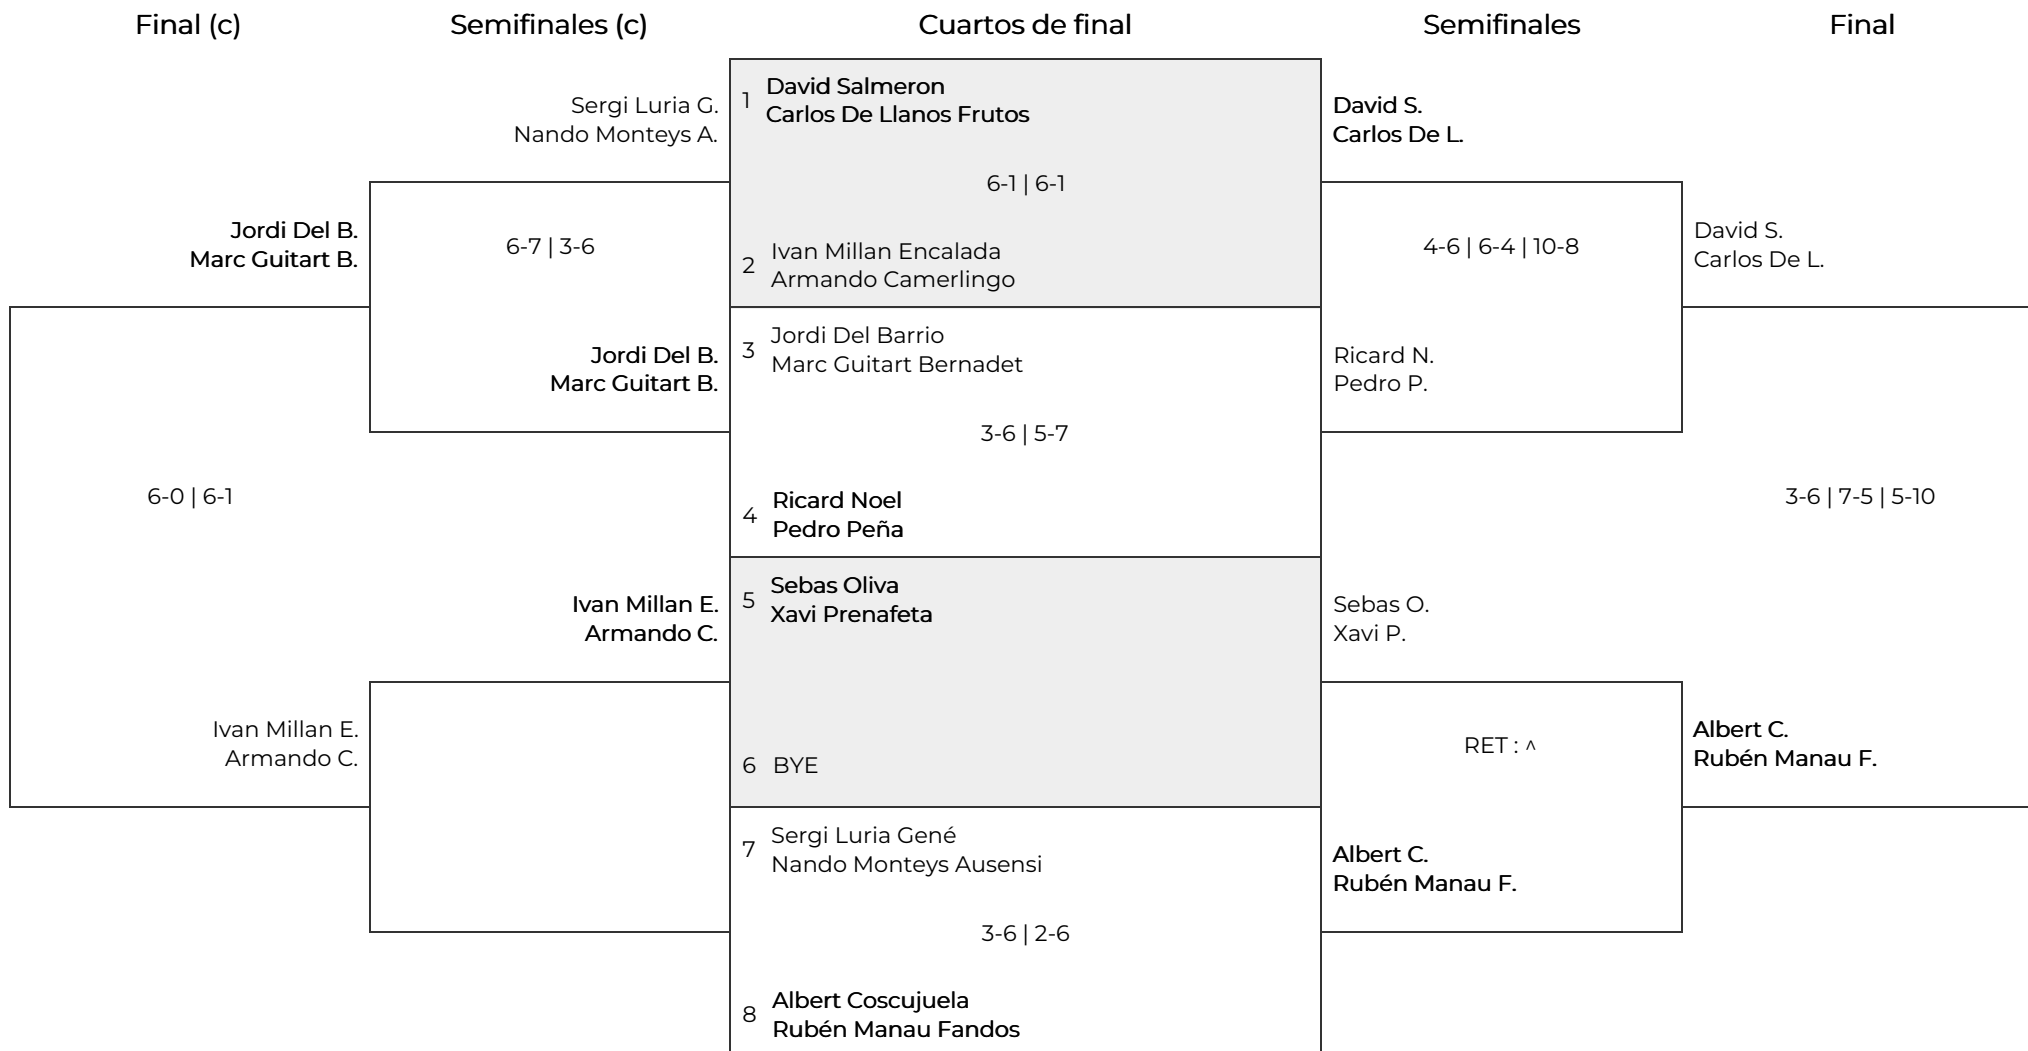 Final (c)
Semifinales (c)
Cuartos de final
Semifinales
Final
Sergi Luria G.
Nando Monteys A.
6-7 | 3-6
Jordi Del B.
Marc Guitart B.
Jordi Del B.
Marc Guitart B.
6-0 | 6-1
Ivan Millan E.
Armando C.
Ivan Millan E.
Armando C.
1
David Salmeron
Carlos De Llanos Frutos
6-1 | 6-1
2
Ivan Millan Encalada
Armando Camerlingo
3
Jordi Del Barrio
Marc Guitart Bernadet
3-6 | 5-7
4
Ricard Noel
Pedro Peña
5
Sebas Oliva
Xavi Prenafeta
6 BYE
7
Sergi Luria Gené
Nando Monteys Ausensi
3-6 | 2-6
8
Albert Coscujuela
Rubén Manau Fandos
David S.
Carlos De L.
4-6 | 6-4 | 10-8
Ricard N.
Pedro P.
Sebas O.
Xavi P.
RET : ^
Albert C.
Rubén Manau F.
David S.
Carlos De L.
3-6 | 7-5 | 5-10
Albert C.
Rubén Manau F.